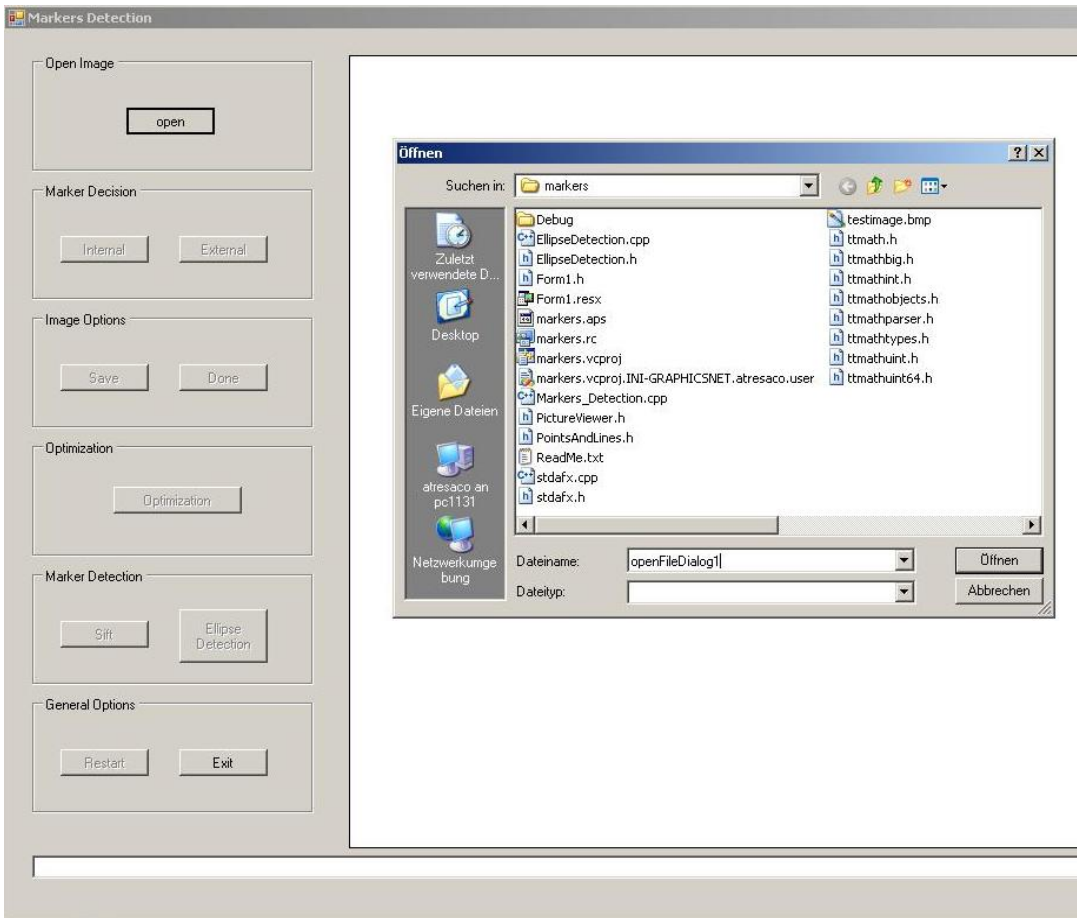 Markers Detection
Open Image
open
Marker Decision
Internal
External
Image Options
Save
Done
Optimization
Optimization
Marker Detection
Sift
Ellipse
Detection
General Options
Restart
Exit
Öffnen
Suchen in:
markers
Zuletzt
verwendete D...
Desktop
Eigene Dateien
atresaco an
pc1131
Netzwerkumge
bung
Debug
EllipseDetection.cpp
EllipseDetection.h
Form1.h
Form1.resx
markers.aps
markers.rc
markers.vcproj
markers.vcproj.INI-GRAPHICSNET.atresaco.user
Markers_Detection.cpp
PictureViewer.h
PointsAndLines.h
ReadMe.txt
stdafx.cpp
stdafx.h
testimage.bmp
ttmath.h
ttmathbig.h
ttmathint.h
ttmathobjects.h
ttmathparser.h
ttmathtypes.h
ttmathuint.h
ttmathuint64.h
Dateiname:
openFileDialog1
Öffnen
Dateityp:
Abbrechen